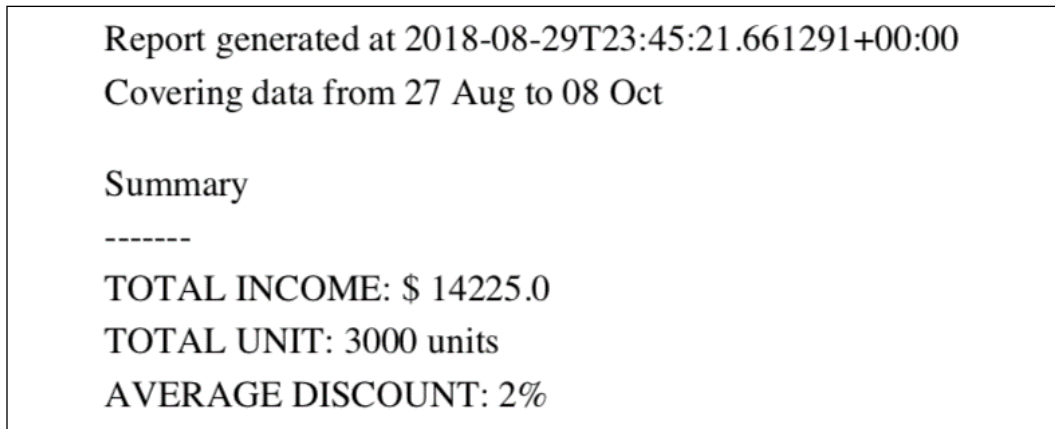 Report generated at 2018-08-29T23:45:21.661291+00:00
Covering data from 27 Aug to 08 Oct
Summary
-------
TOTAL INCOME: $ 14225.0
TOTAL UNIT: 3000 units
AVERAGE DISCOUNT: 2%